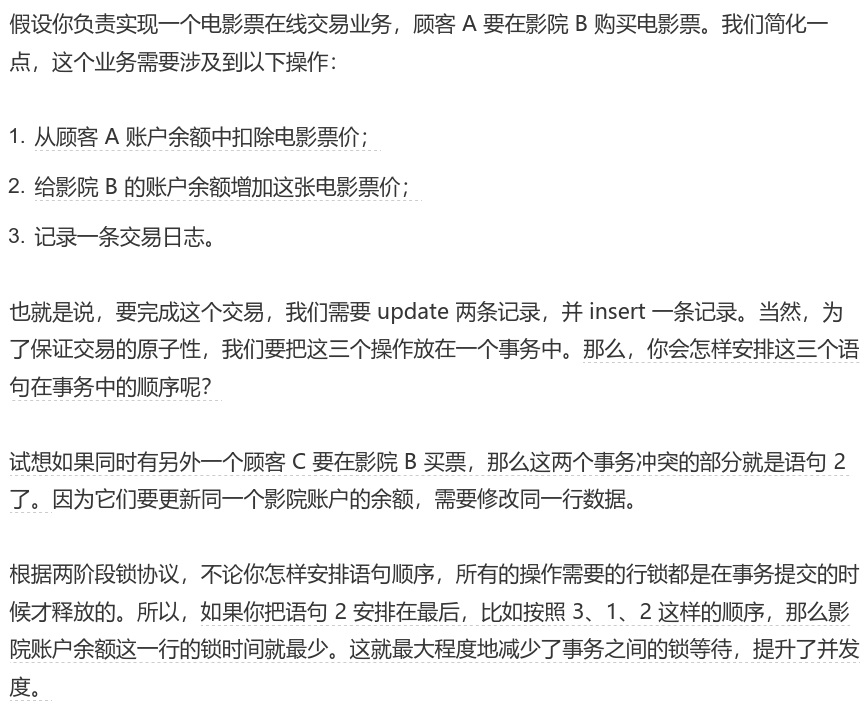 假设你负责实现一个电影票在线交易业务，顾客 A 要在影院 B 购买电影票。我们简化一
点，这个业务需要涉及到以下操作：
1. 从顾客 A 账户余额中扣除电影票价；
2. 给影院 B 的账户余额增加这张电影票价；
3. 记录一条交易日志。
也就是说，要完成这个交易，我们需要 update 两条记录，并 insert 一条记录。当然，为
了保证交易的原子性，我们要把这三个操作放在一个事务中。那么，你会怎样安排这三个语
句在事务中的顺序呢？
试想如果同时有另外一个顾客 C 要在影院 B 买票，那么这两个事务冲突的部分就是语句 2
了。因为它们要更新同一个影院账户的余额，需要修改同一行数据。
根据两阶段锁协议，不论你怎样安排语句顺序，所有的操作需要的行锁都是在事务提交的时
候才释放的。所以，如果你把语句 2 安排在最后，比如按照 3、1、2 这样的顺序，那么影
院账户余额这一行的锁时间就最少。这就最大程度地减少了事务之间的锁等待，提升了并发
度。